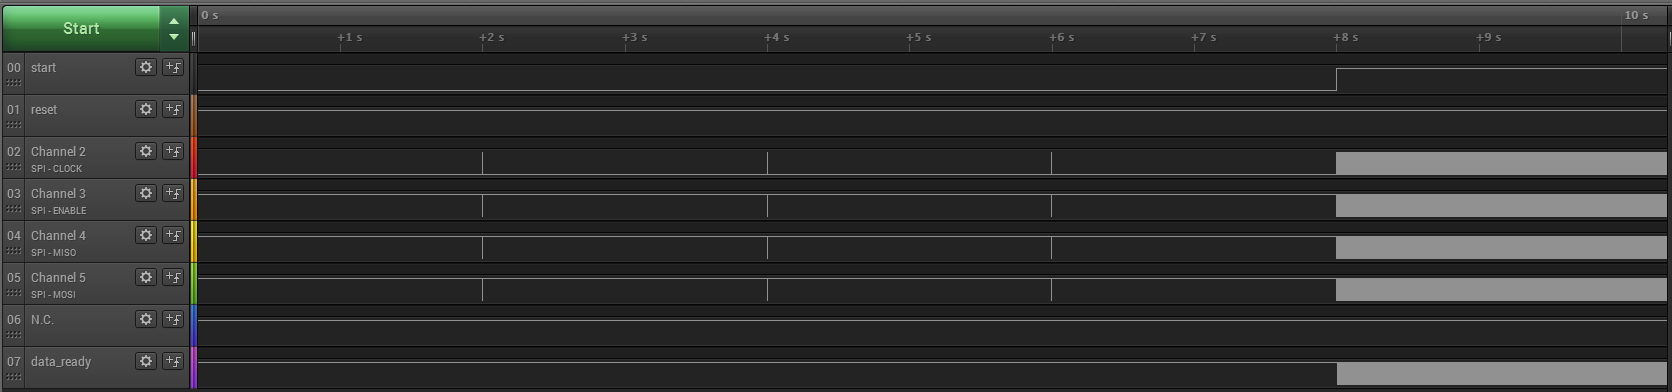 Start
0 s
10 s
+1 s +2 s +3 s +4 s +5 s +6 s +7 s +8 s +9 s
00 start
01 reset
02 Channel 2
SPI - CLOCK
03 Channel 3
SPI - ENABLE
04 Channel 4
SPI - MISO
05 Channel 5
SPI - MOSI
06 N.C.
07 data_ready